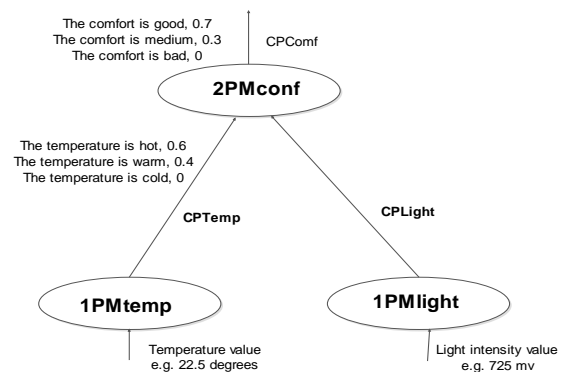 The comfort is good, 0.7
The comfort is medium, 0.3
The comfort is bad, 0
CPComf
2PMconf
The temperature is hot, 0.6
The temperature is warm, 0.4
The temperature is cold, 0
CPTemp
CPLight
1PMtemp
1PMlight
Temperature value
e.g. 22.5 degrees
Light intensity value
e.g. 725 mv